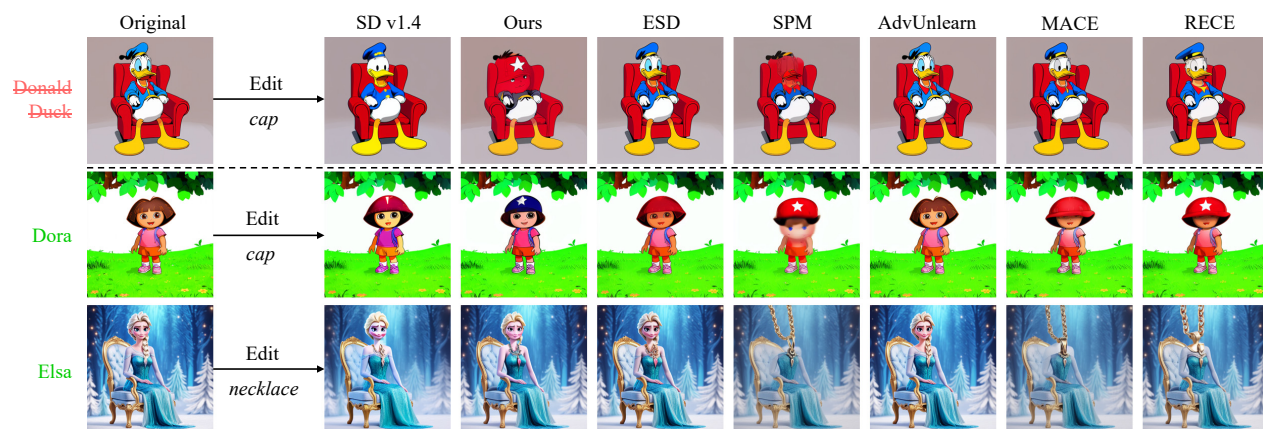 Original SD v1.4 Ours ESD SPM AdvUnlearn MACE RECE
Donald
Duck
Edit
cap
Dora
Edit
cap
Elsa
Edit
necklace